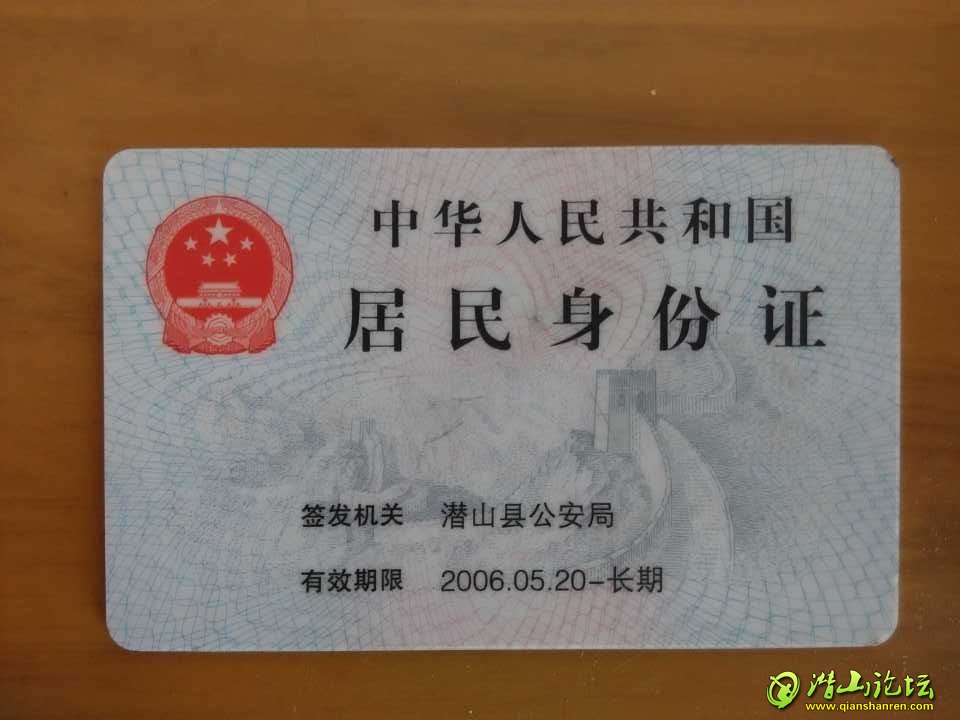 中华人民共和国
居民身份证
签发机关 潜山县公安局
有效期限 2006.05.20-长期
潜山论坛
www.qianshanren.com